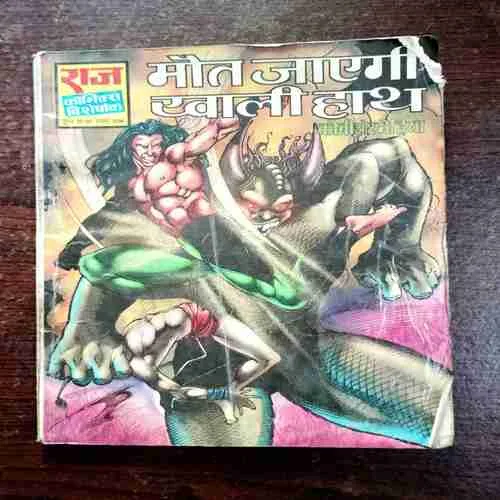 राज
कॉमिक्स
विशेषांक
मौत जाएगी
खाली हाथ